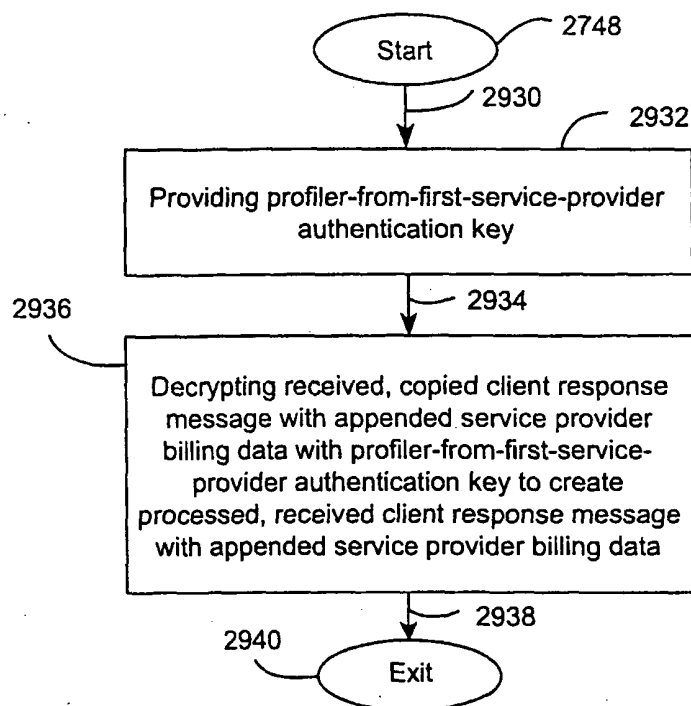 Start
2748
2930
2932
Providing profiler-from-first-service-provider
authentication key
2934
2936
Decrypting received, copied client response
message with appended service provider
billing data with profiler-from-first-service-
provider authentication key to create
processed, received client response message
with appended service provider billing data
2938
2940
Exit